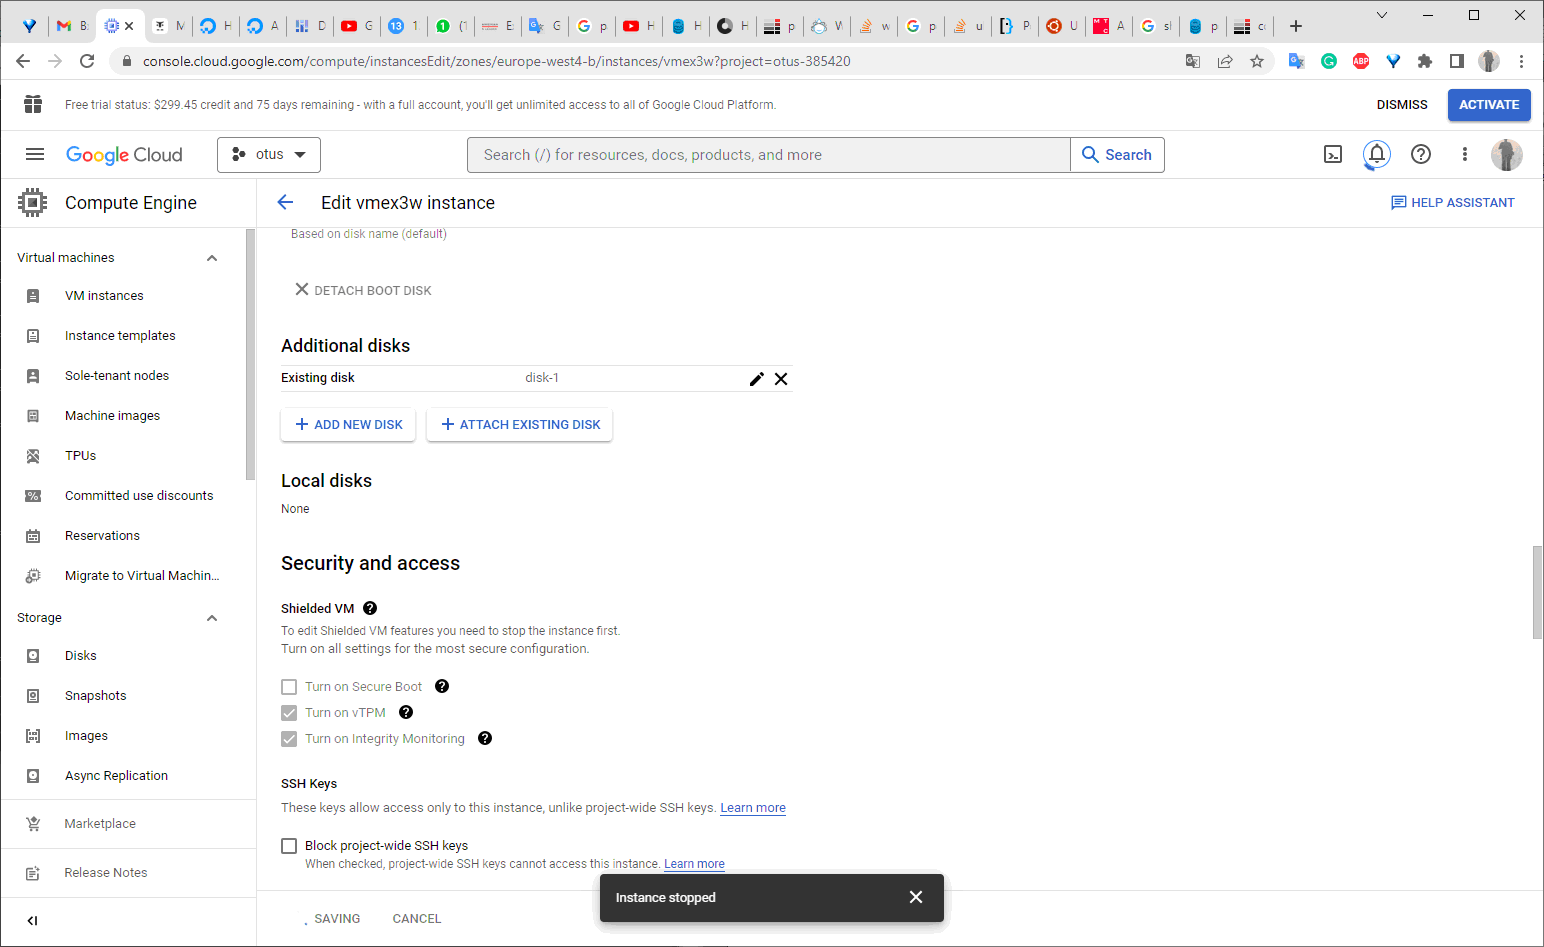 B
M
H
A
D
G
13
1
1
(1
E
G
p
H
H
H
p
W
w
p
u
P
U
A
sl
p
co
console.cloud.google.com/compute/instancesEdit/zones/europe-west4-b/instances/vmex3w?project=otus-385420
ABP
Free trial status: $299.45 credit and 75 days remaining - with a full account, you'll get unlimited access to all of Google Cloud Platform.
DISMISS
ACTIVATE
Google Cloud
otus
Search (/) for resources, docs, products, and more
Search
Compute Engine
Edit vmex3w instance
HELP ASSISTANT
Virtual machines
VM instances
Instance templates
Sole-tenant nodes
Machine images
TPUs
Committed use discounts
Reservations
Migrate to Virtual Machin...
Storage
Disks
Snapshots
Images
Async Replication
Marketplace
Release Notes
Based on disk name (default)
DETACH BOOT DISK
Additional disks
Existing disk disk-1
ADD NEW DISK
ATTACH EXISTING DISK
Local disks
None
Security and access
Shielded VM
To edit Shielded VM features you need to stop the instance first.
Turn on all settings for the most secure configuration.
Turn on Secure Boot
Turn on vTPM
Turn on Integrity Monitoring
SSH Keys
These keys allow access only to this instance, unlike project-wide SSH keys. Learn more
Block project-wide SSH keys
When checked, project-wide SSH keys cannot access this instance. Learn more
Instance stopped
SAVING
CANCEL